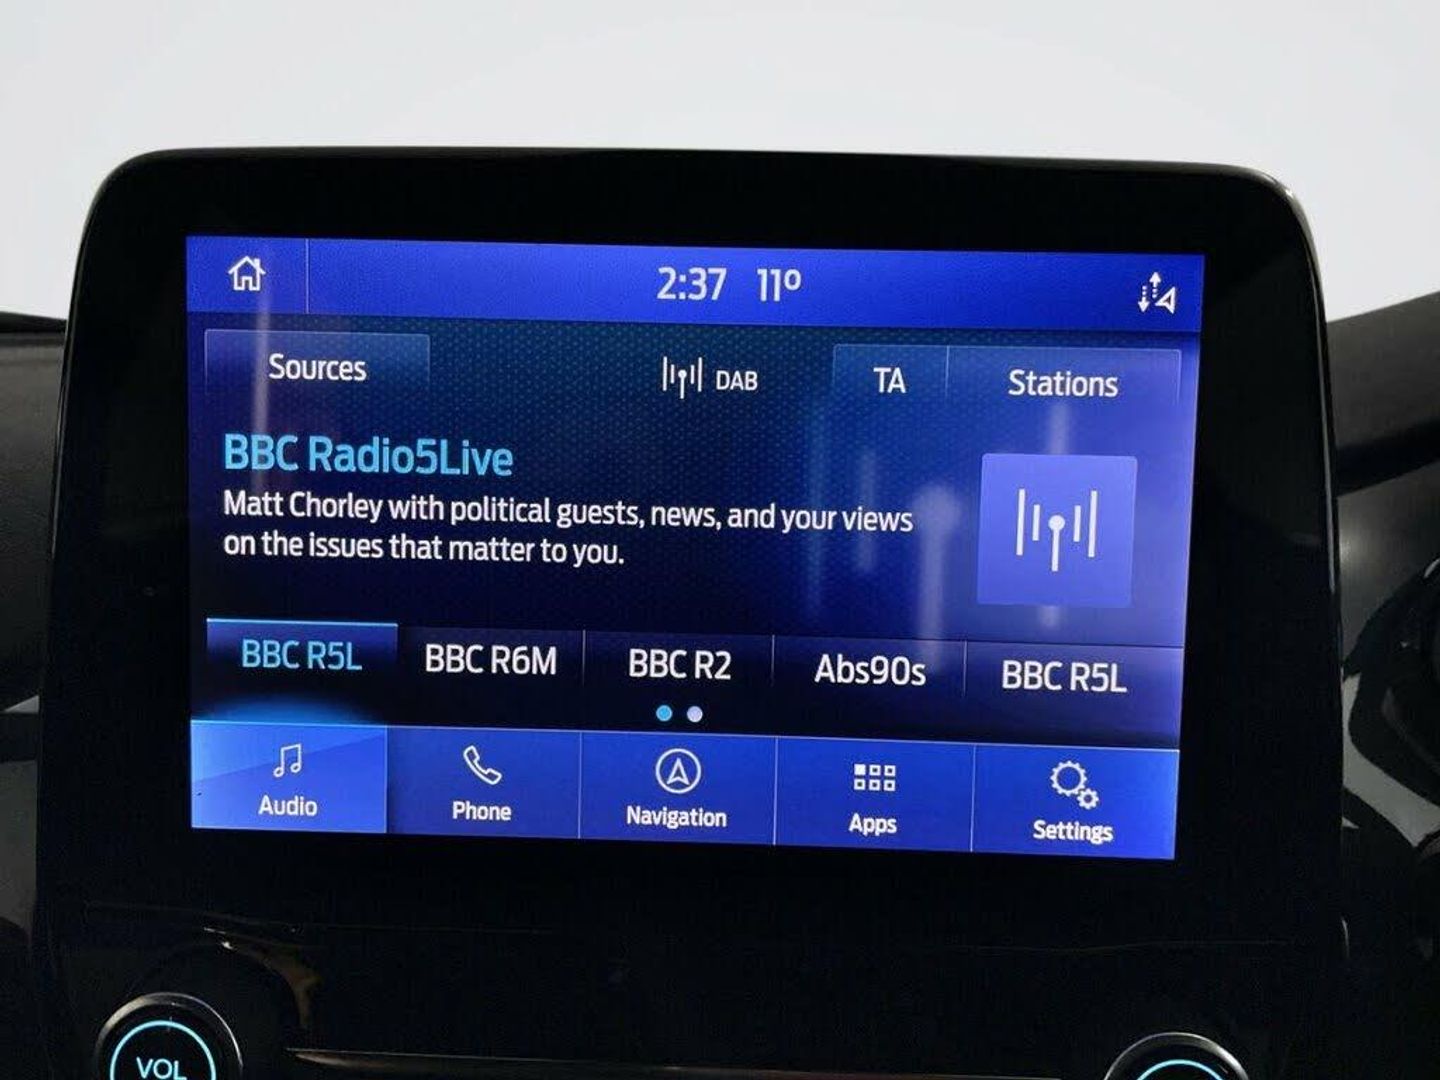 2:37 11°
Sources
DAB
TA
Stations
BBC Radio5Live
Matt Chorley with political guests, news, and your views
on the issues that matter to you.
BBC R5L
BBC R6M
BBC R2
Abs90s
BBC R5L
Audio
Phone
Navigation
Apps
Settings
VOL